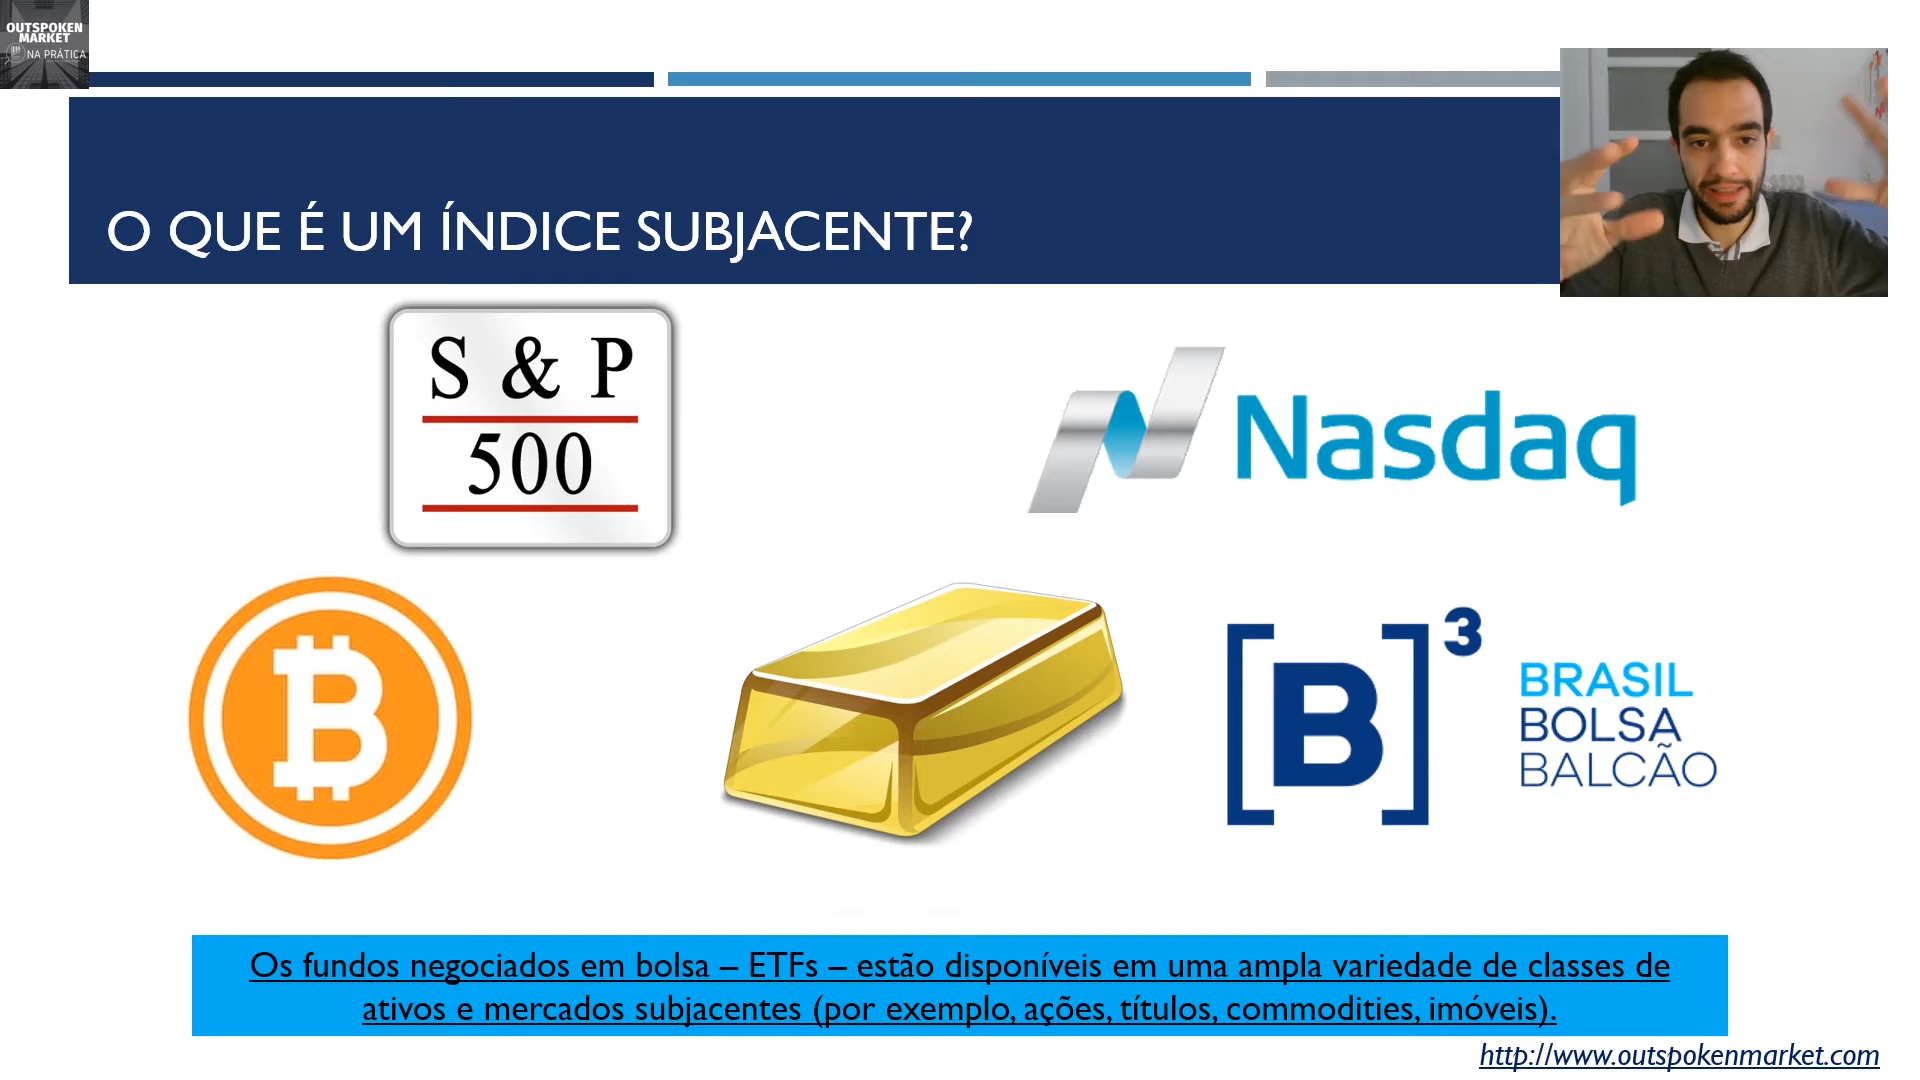 OUTSPOKEN
MARKET
NA PRÁTICA
O QUE É UM ÍNDICE SUBJACENTE?
S & P
500
Nasdaq
B
[B]³
BRASIL
BOLSA
BALCÃO
Os fundos negociados em bolsa – ETFs – estão disponíveis em uma ampla variedade de classes de
ativos e mercados subjacentes (por exemplo, ações, títulos, commodities, imóveis).
http://www.outspokenmarket.com